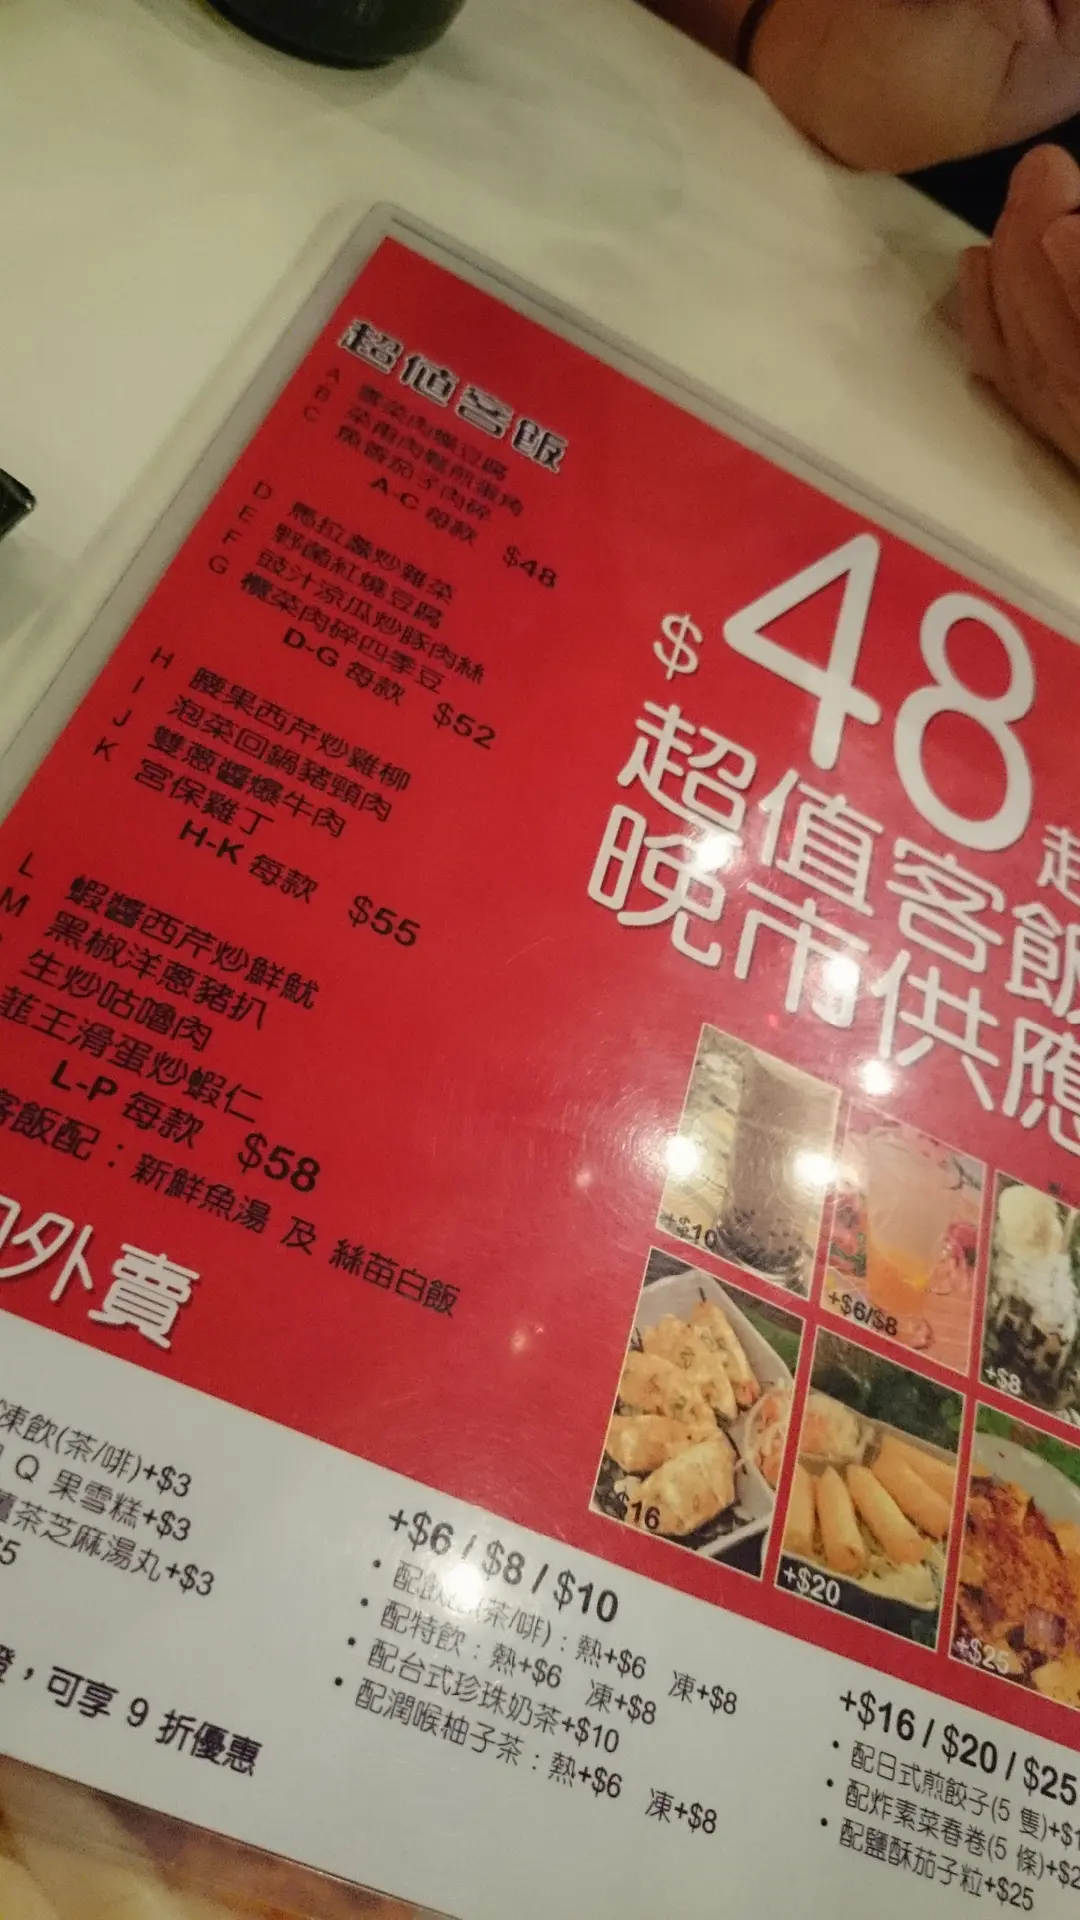 超值客飯
A 雪菜肉燥豆腐
B 菜甫肉鬆煎蛋角
C 魚香茄子肉碎
A-C 每款 $48
D 馬拉盞炒雜菜
E 野菌紅燒豆腐
F 豉汁涼瓜炒豚肉絲
G 欖菜肉碎四季豆
D-G 每款 $52
H 腰果西芹炒雞柳
I 泡菜回鍋豬頸肉
J 雙蔥醬爆牛肉
K 宮保雞丁
H-K 每款 $55
L 蝦醬西芹炒鮮魷
M 黑椒洋蔥豬扒
生炒咕嚕肉
韮王滑蛋炒蝦仁
L-P 每款 $58
客飯配：新鮮魚湯 及 絲苗白飯
外賣
$48起
超值客飯
晚市供應
+$10
+$6/$8
+$8
+$16
+$20
+$25
凍飲(茶/啡)+$3
Q 果雪糕+$3
茶芝麻湯丸+$3
，可享 9 折優惠
+$6 / $8 / $10
• 配飲(茶/啡)：熱+$6 凍+$8
• 配特飲：熱+$6 凍+$8
• 配台式珍珠奶茶+$10
• 配潤喉柚子茶：熱+$6 凍+$8
+$16 / $20 / $25
• 配日式煎餃子(5 隻)+$1
• 配炸素菜春卷(5 條)+$2
• 配鹽酥茄子粒+$25